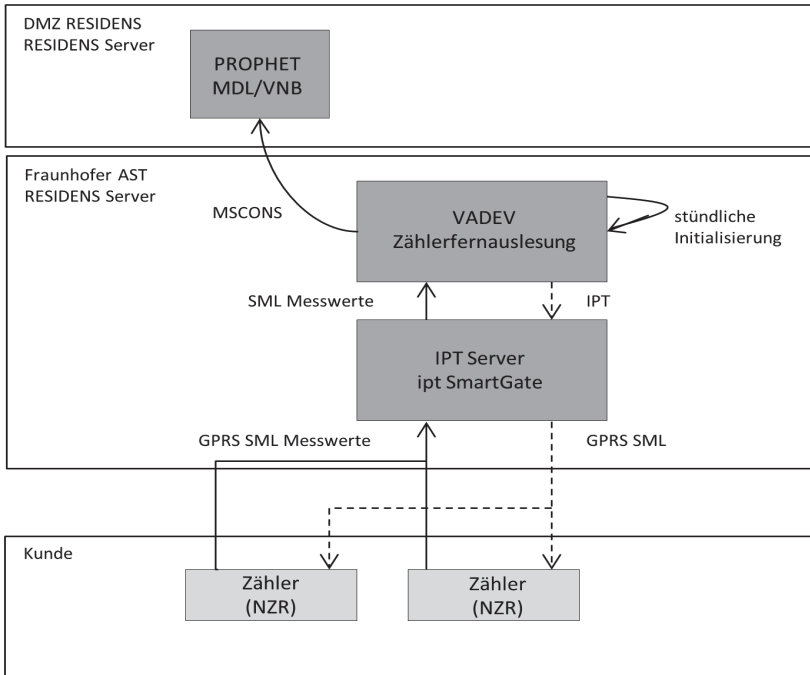 DMZ RESIDENS
RESIDENS Server
PROPHET
MDL/VNB
Fraunhofer AST
RESIDENS Server
MSCONS
VADEV
Zählerfernauslesung
stündliche
Initialisierung
SML Messwerte
IPT
IPT Server
ipt SmartGate
GPRS SML Messwerte
GPRS SML
Kunde
Zähler
(NZR)
Zähler
(NZR)